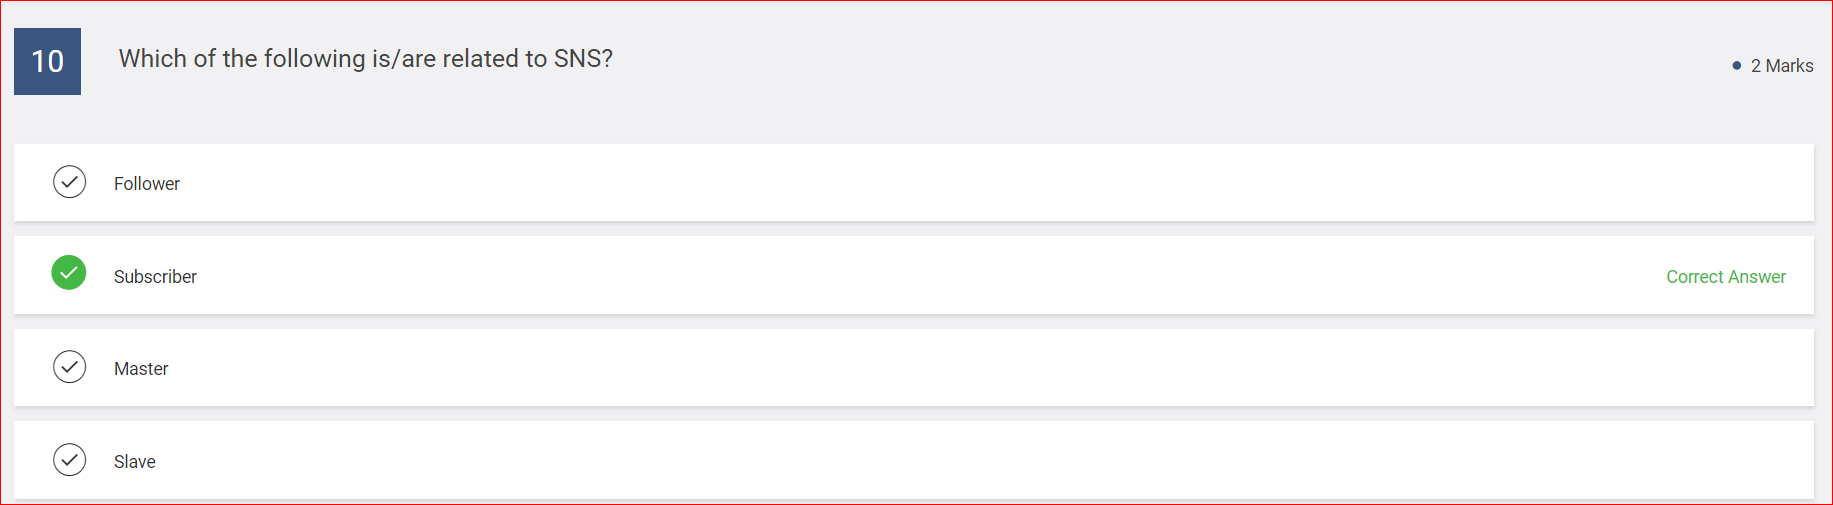 10
Which of the following is/are related to SNS?
2 Marks
Follower
Subscriber
Correct Answer
Master
Slave